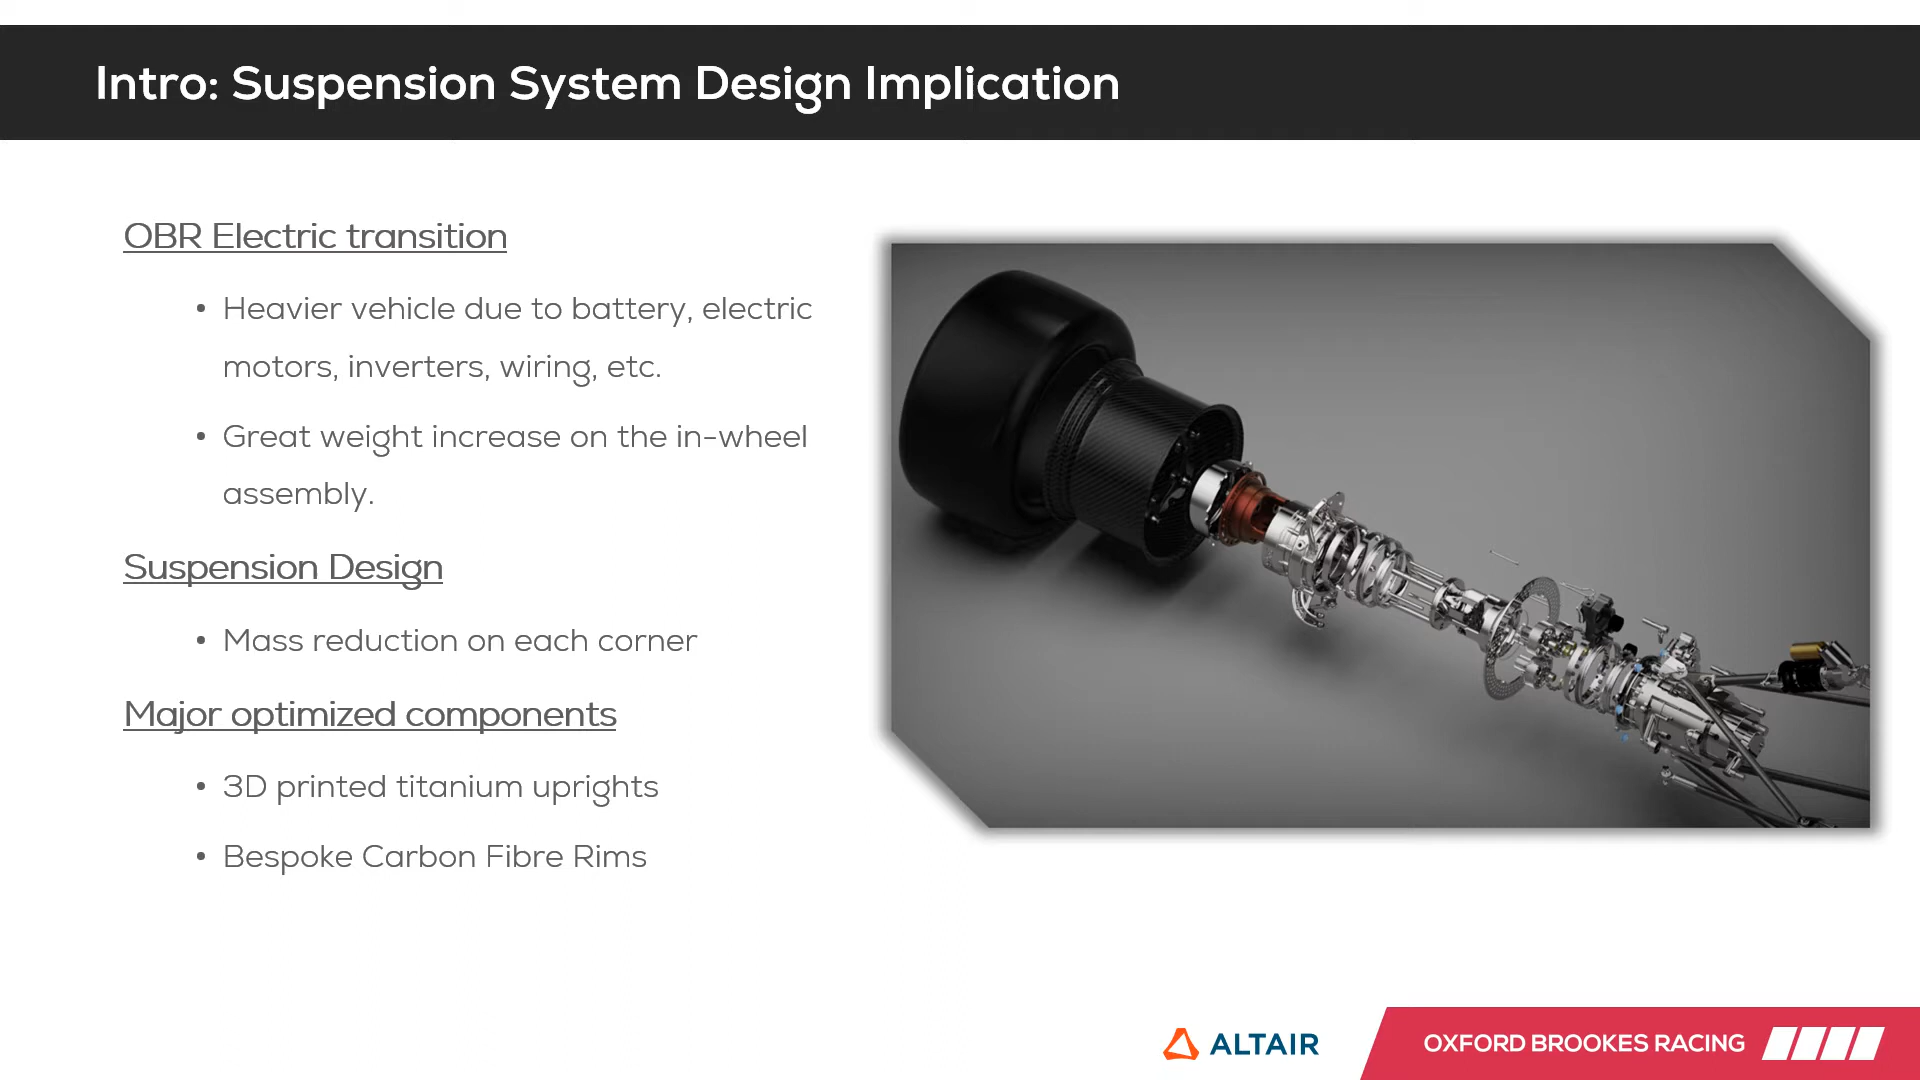 Intro: Suspension System Design Implication
OBR Electric transition
• Heavier vehicle due to battery, electric
motors, inverters, wiring, etc.
• Great weight increase on the in-wheel
assembly.
Suspension Design
• Mass reduction on each corner
Major optimized components
• 3D printed titanium uprights
• Bespoke Carbon Fibre Rims
ALTAIR
OXFORD BROOKES RACING